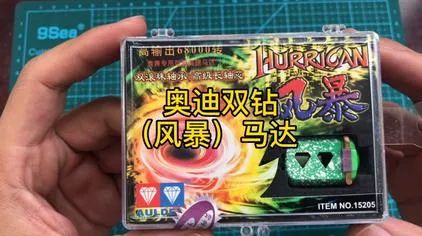 9Sea
高输出68000转
HURRICAN
双滚珠轴承 高级长轴芯
风暴
奥迪双钻
（风暴）马达
AULDEY
ITEM NO.15205